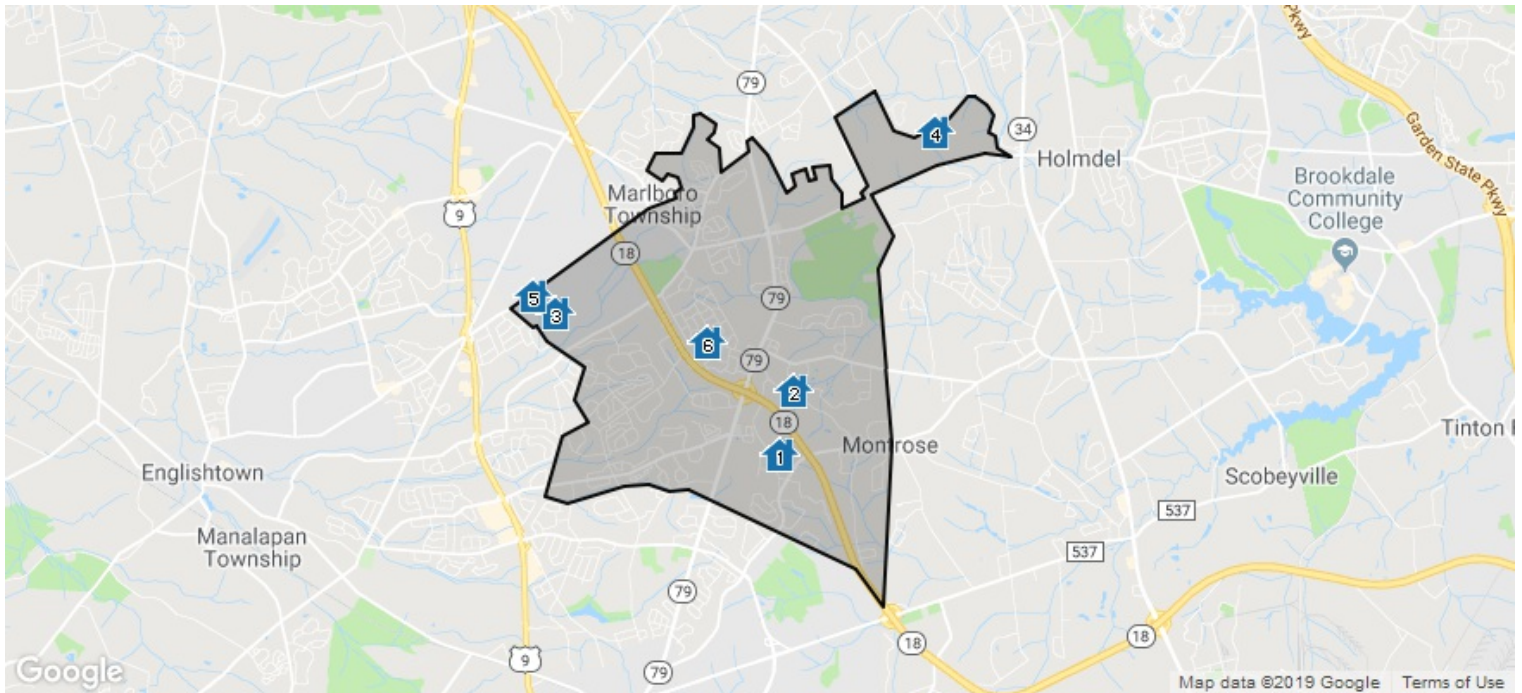 Garden State Pkwy
Pkwy
79
34
Holmdel
Brookdale
Community
College
Marlboro
Township
9
18
5
3
4
79
6
79
2
18
1
Montrose
Tinton
Englishtown
Scobeyville
Manalapan
Township
537
537
79
18
18
9
79
Google
Map data ©2019 Google
Terms of Use